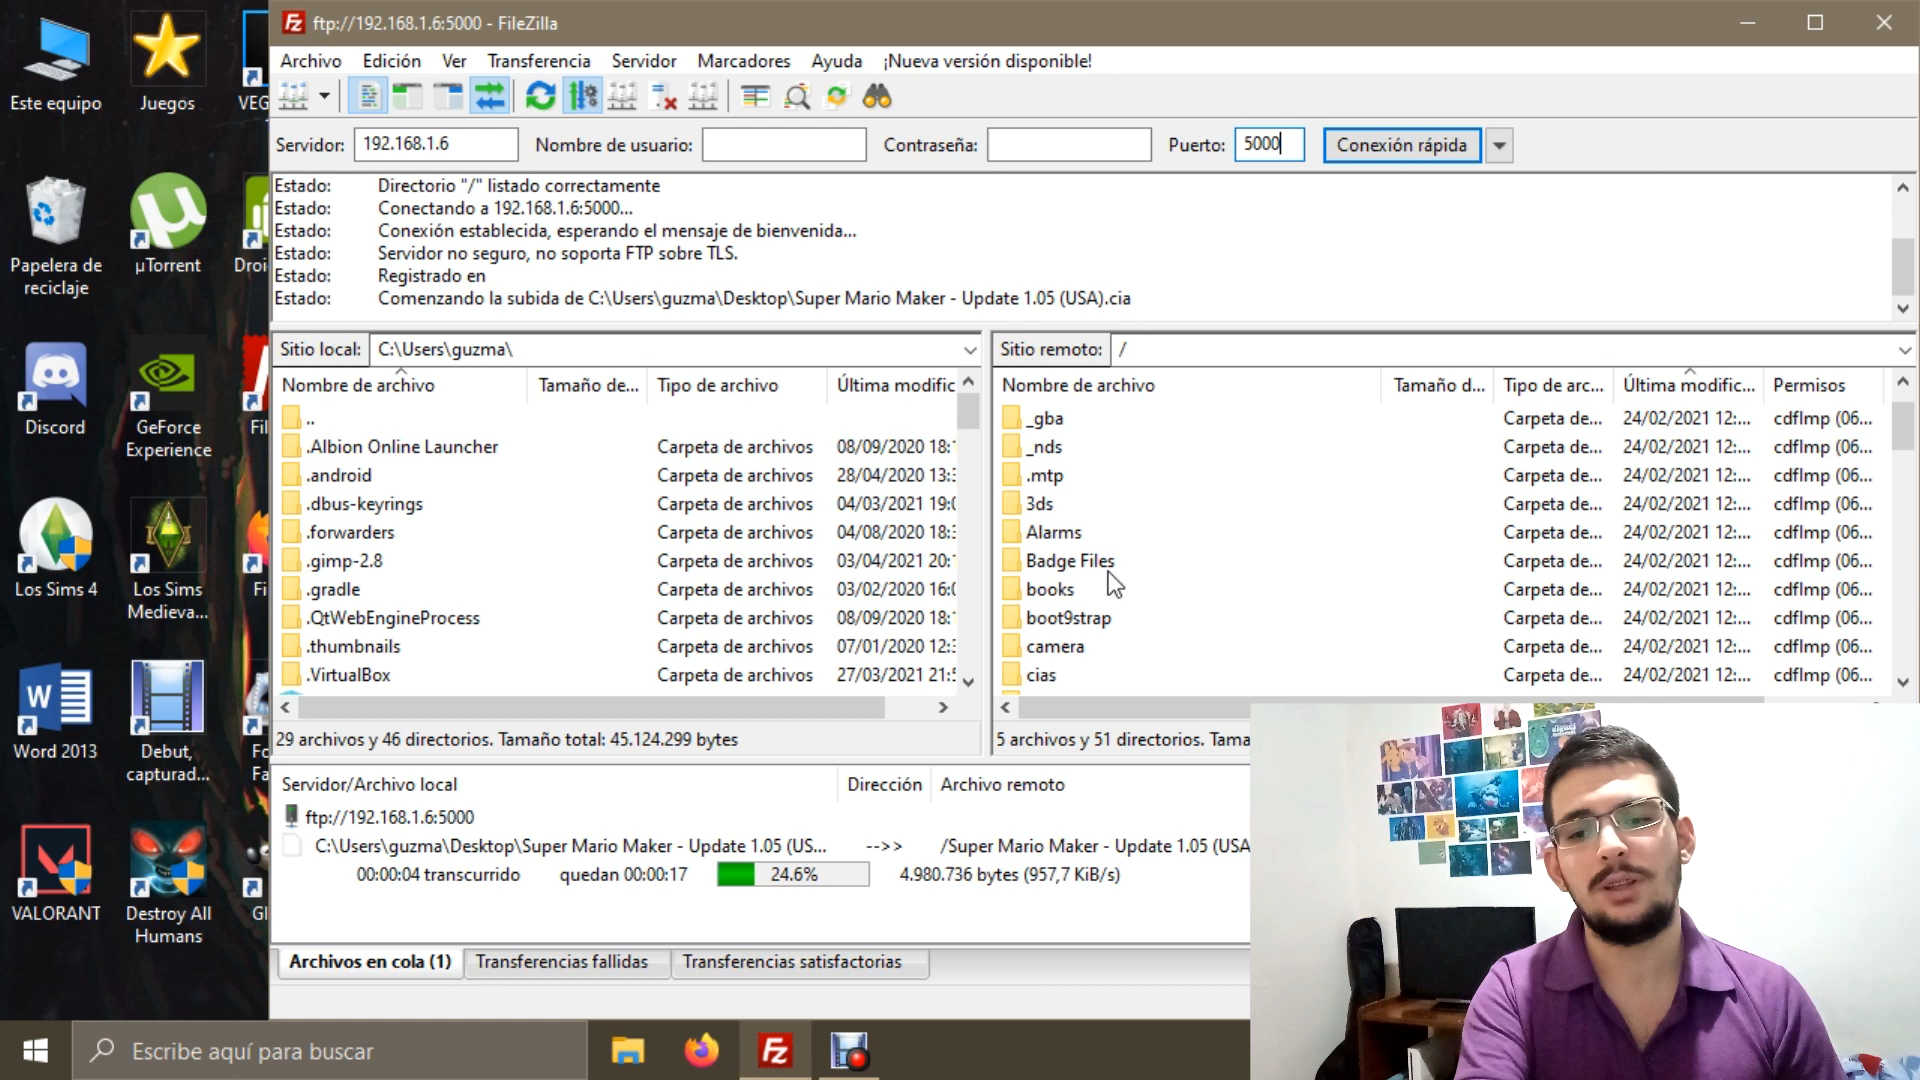 ftp://192.168.1.6:5000 - FileZilla
Archivo Edición Ver Transferencia Servidor Marcadores Ayuda ¡Nueva versión disponible!
Servidor: 192.168.1.6 Nombre de usuario: Contraseña: Puerto: 5000 Conexión rápida
Estado: Directorio "/" listado correctamente
Estado: Conectando a 192.168.1.6:5000...
Estado: Conexión establecida, esperando el mensaje de bienvenida...
Estado: Servidor no seguro, no soporta FTP sobre TLS.
Estado: Registrado en
Estado: Comenzando la subida de C:\Users\guzma\Desktop\Super Mario Maker - Update 1.05 (USA).cia
Sitio local: C:\Users\guzma\
Nombre de archivo Tamaño de... Tipo de archivo Última modific
..
.Albion Online Launcher Carpeta de archivos 08/09/2020 18:
.android Carpeta de archivos 28/04/2020 13:
.dbus-keyrings Carpeta de archivos 04/03/2021 19:
.forwarders Carpeta de archivos 04/08/2020 18:
.gimp-2.8 Carpeta de archivos 03/04/2021 20:
.gradle Carpeta de archivos 03/02/2020 16:
.QtWebEngineProcess Carpeta de archivos 08/09/2020 18:
.thumbnails Carpeta de archivos 07/01/2020 12:
.VirtualBox Carpeta de archivos 27/03/2021 21:
29 archivos y 46 directorios. Tamaño total: 45.124.299 bytes
Sitio remoto: /
Nombre de archivo Tamaño d... Tipo de arc... Última modific... Permisos
_gba Carpeta de... 24/02/2021 12:... cdflmp (06...
_nds Carpeta de... 24/02/2021 12:... cdflmp (06...
.mtp Carpeta de... 24/02/2021 12:... cdflmp (06...
3ds Carpeta de... 24/02/2021 12:... cdflmp (06...
Alarms Carpeta de... 24/02/2021 12:... cdflmp (06...
Badge Files Carpeta de... 24/02/2021 12:... cdflmp (06...
books Carpeta de... 24/02/2021 12:... cdflmp (06...
boot9strap Carpeta de... 24/02/2021 12:... cdflmp (06...
camera Carpeta de... 24/02/2021 12:... cdflmp (06...
cias Carpeta de... 24/02/2021 12:... cdflmp (06...
5 archivos y 51 directorios. Tama
Servidor/Archivo local Dirección Archivo remoto
ftp://192.168.1.6:5000
C:\Users\guzma\Desktop\Super Mario Maker - Update 1.05 (US... -->> /Super Mario Maker - Update 1.05 (USA
00:00:04 transcurrido quedan 00:00:17 24.6% 4.980.736 bytes (957,7 KiB/s)
Archivos en cola (1) Transferencias fallidas Transferencias satisfactorias
Este equipo
Juegos
VEG
Papelera de
reciclaje
µTorrent
Droi
Discord
GeForce
Experience
Fil
Los Sims 4
Los Sims
Medieva...
Fi
Word 2013
Debut,
capturad...
Fo
Fa
VALORANT
Destroy All
Humans
Gl
Escribe aquí para buscar